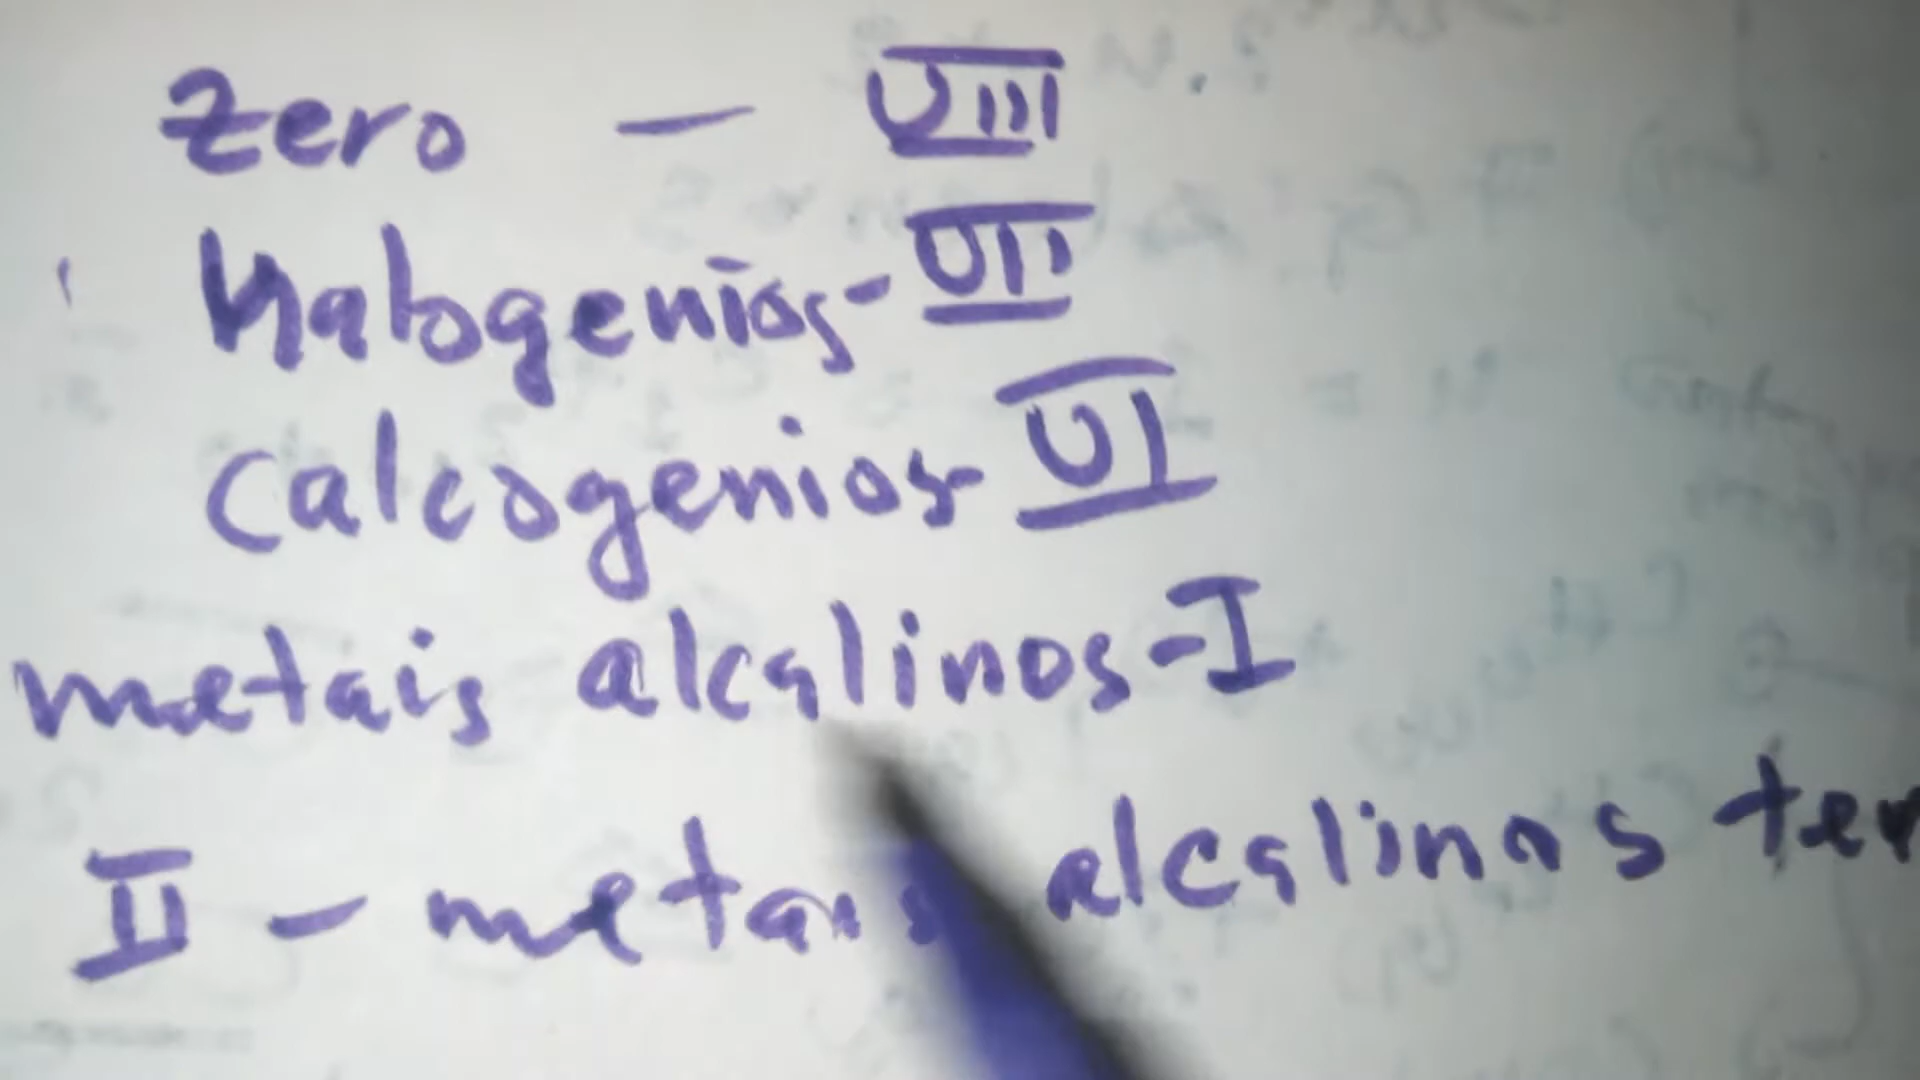 Zero — VIII
Halogenios - VII
Calcogenios - VI
metais alcalinos - I
II - metais alcalinos ter